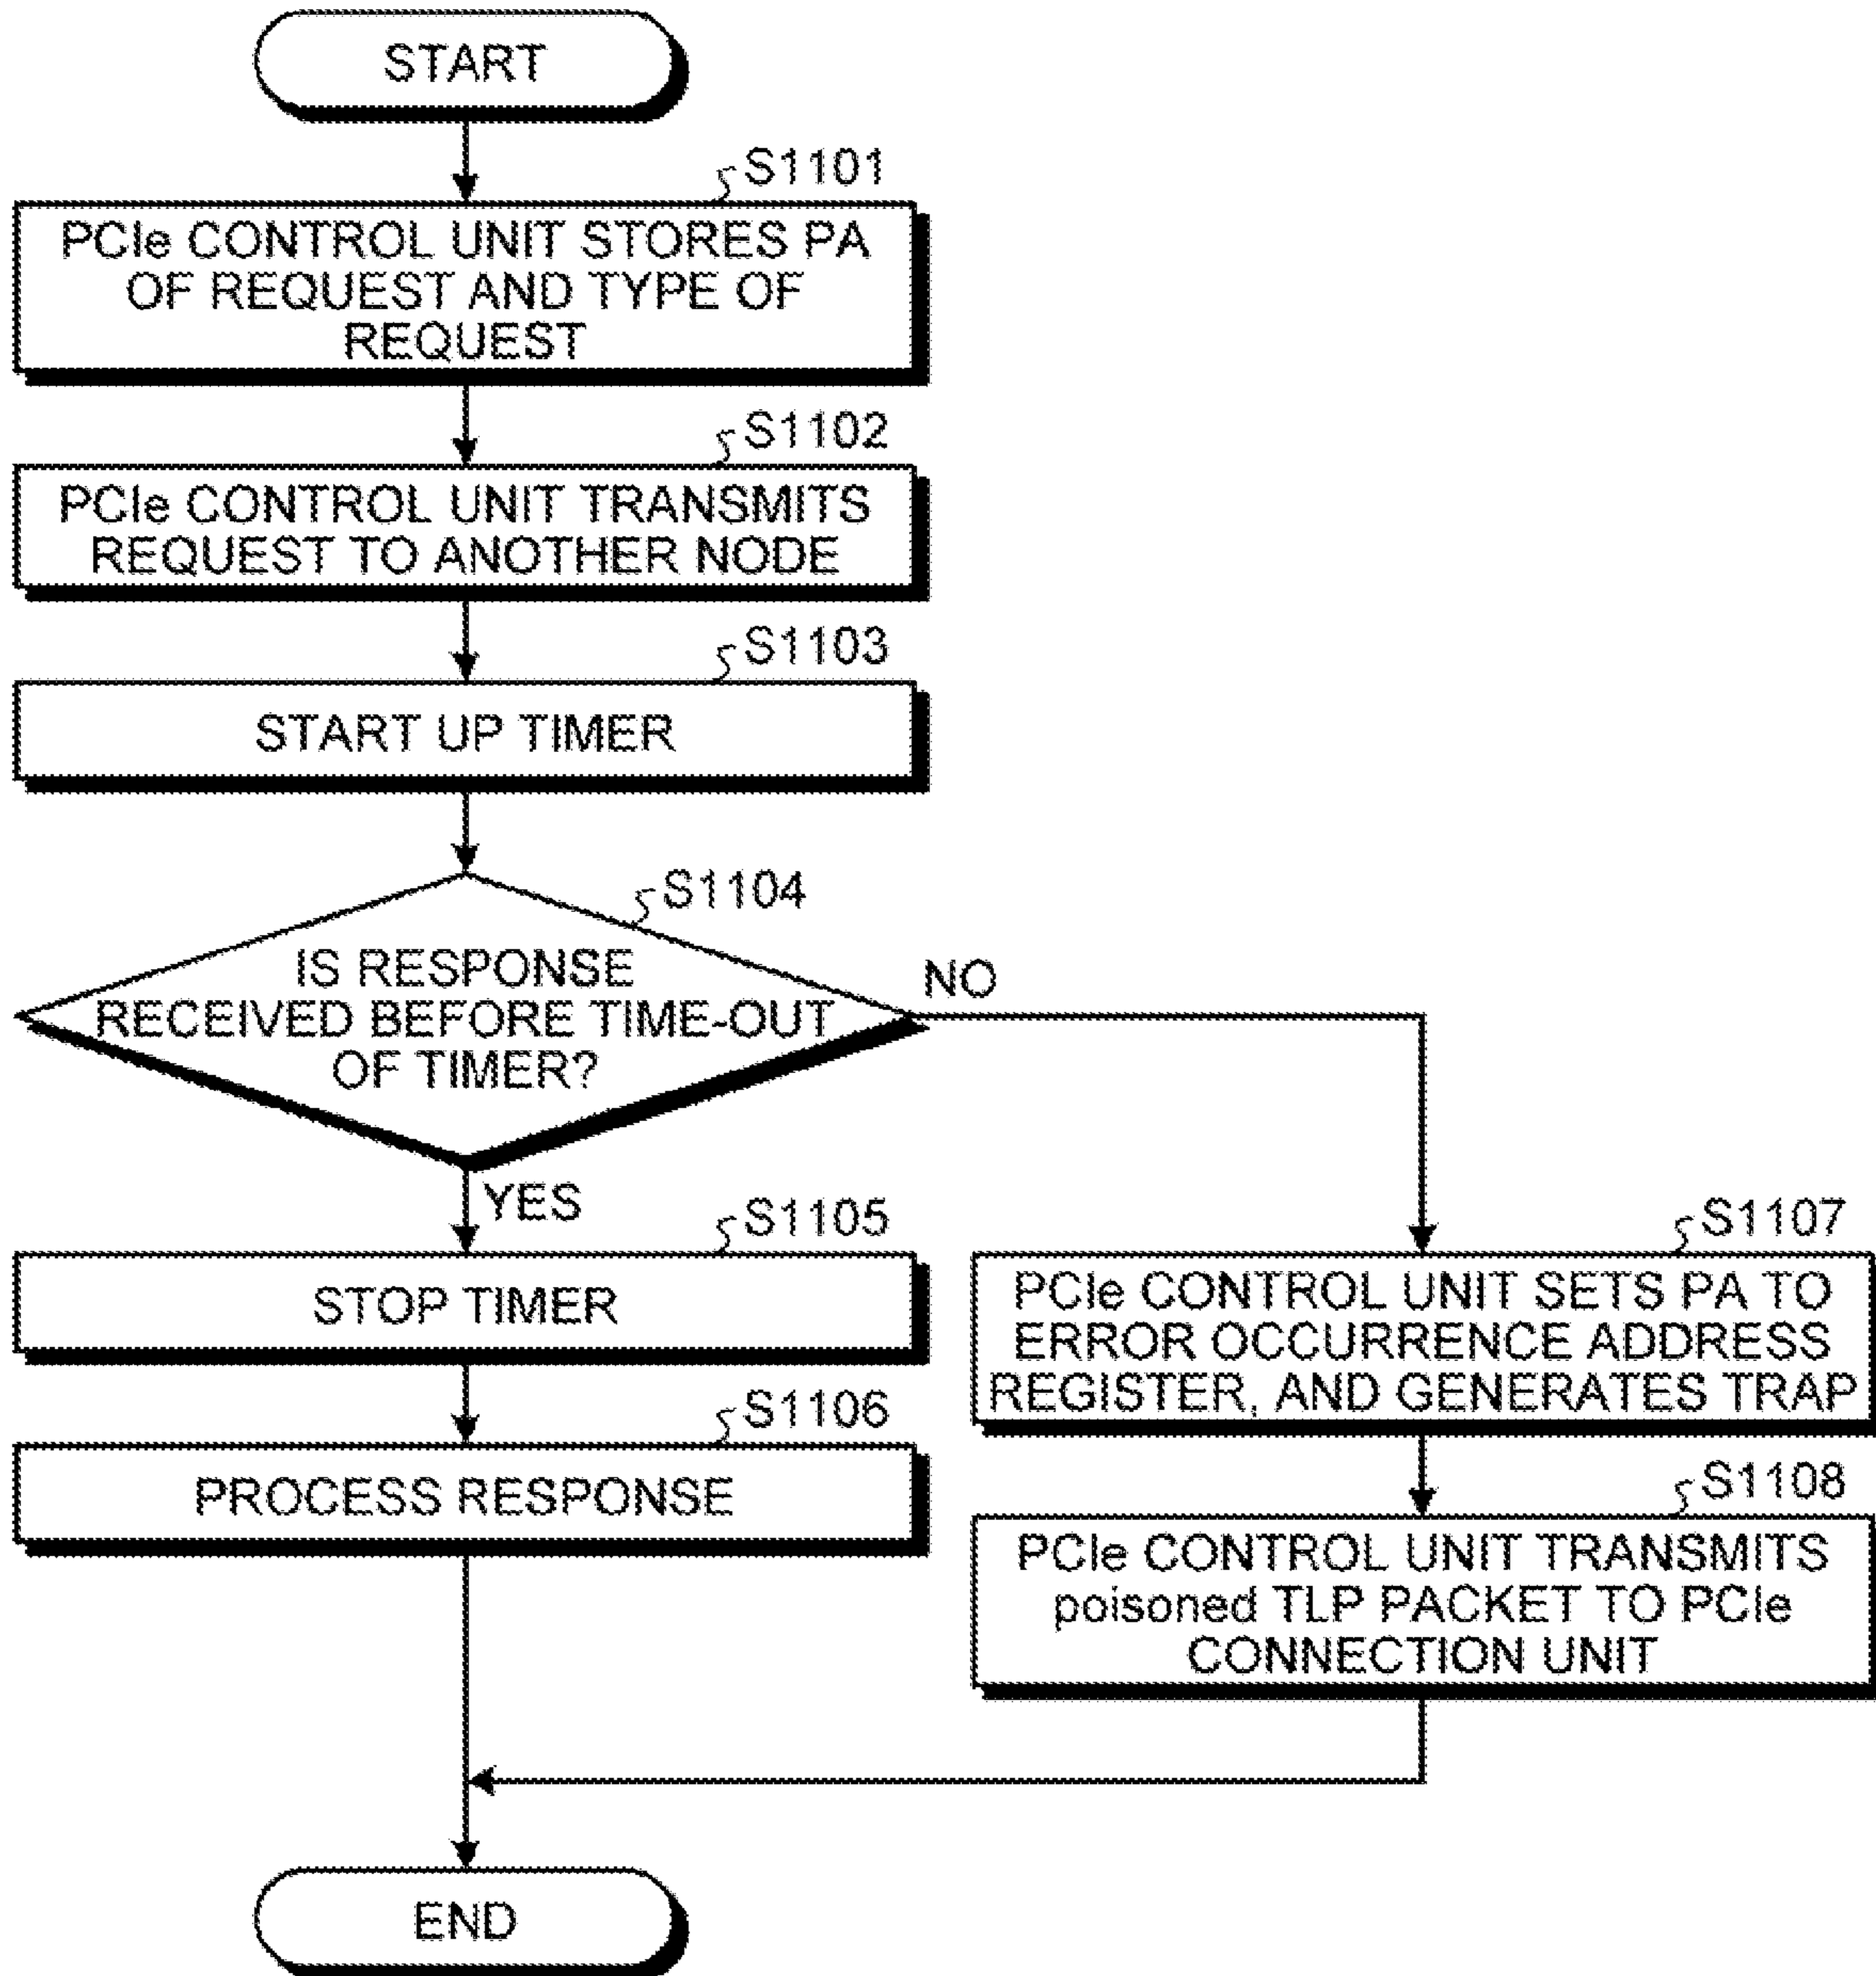 START
S1101
PCIe CONTROL UNIT STORES PA
OF REQUEST AND TYPE OF
REQUEST
S1102
PCIe CONTROL UNIT TRANSMITS
REQUEST TO ANOTHER NODE
S1103
START UP TIMER
S1104
IS RESPONSE
RECEIVED BEFORE TIME-OUT
OF TIMER?
NO
YES
S1105
STOP TIMER
S1106
PROCESS RESPONSE
S1107
PCIe CONTROL UNIT SETS PA TO
ERROR OCCURRENCE ADDRESS
REGISTER, AND GENERATES TRAP
S1108
PCIe CONTROL UNIT TRANSMITS
poisoned TLP PACKET TO PCIe
CONNECTION UNIT
END